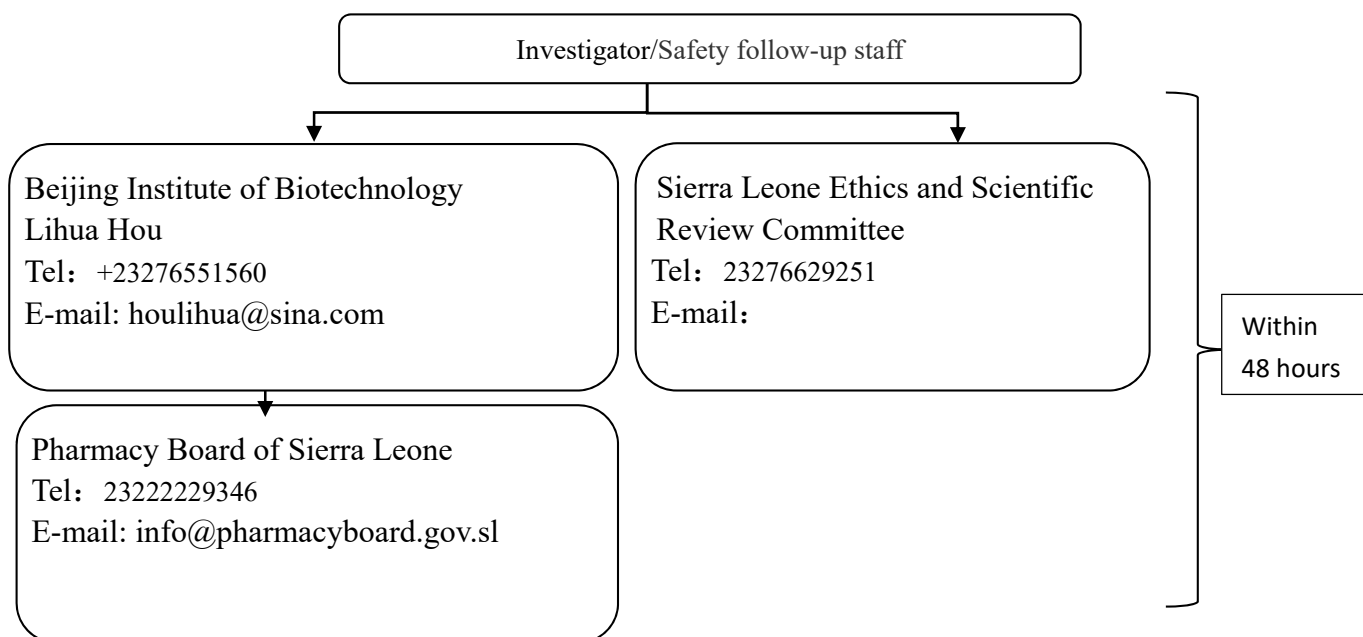 Investigator/Safety follow-up staff
Beijing Institute of Biotechnology
Lihua Hou
Tel：+23276551560
E-mail: houlihua@sina.com
Sierra Leone Ethics and Scientific
Review Committee
Tel：23276629251
E-mail：
Within
48 hours
Pharmacy Board of Sierra Leone
Tel：23222229346
E-mail: info@pharmacyboard.gov.sl